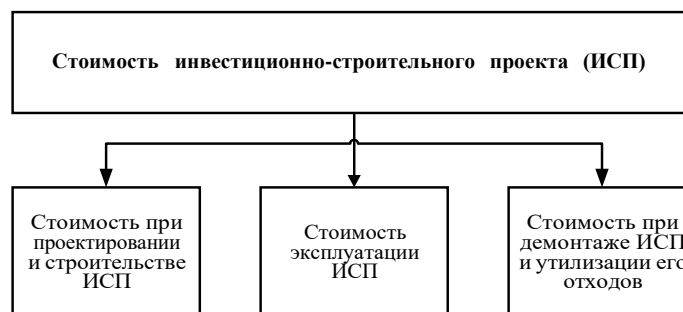 Стоимость инвестиционно-строительного проекта (ИСП)
Стоимость при
проектировании
и строительстве
ИСП
Стоимость
эксплуатации
ИСП
Стоимость при
демонтаже ИСП
и утилизации его
отходов